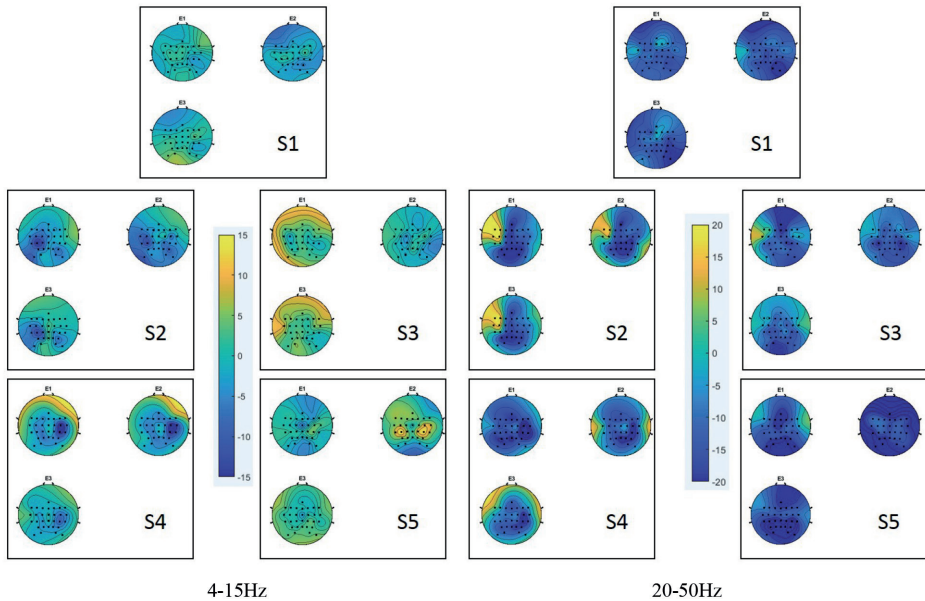 E1 E2 E1 E2
E3 E3
S1 S1
E1 E2 E1 E2 E1 E2 E1 E2
15 20
10 15
5 10
0 5
-5 0
-10 -5
-15 -10
-15
-20
E3 E3 E3 E3
S2 S3 S2 S3
E1 E2 E1 E2 E1 E2 E1 E2
E3 E3 E3 E3
S4 S5 S4 S5
4-15Hz 20-50Hz